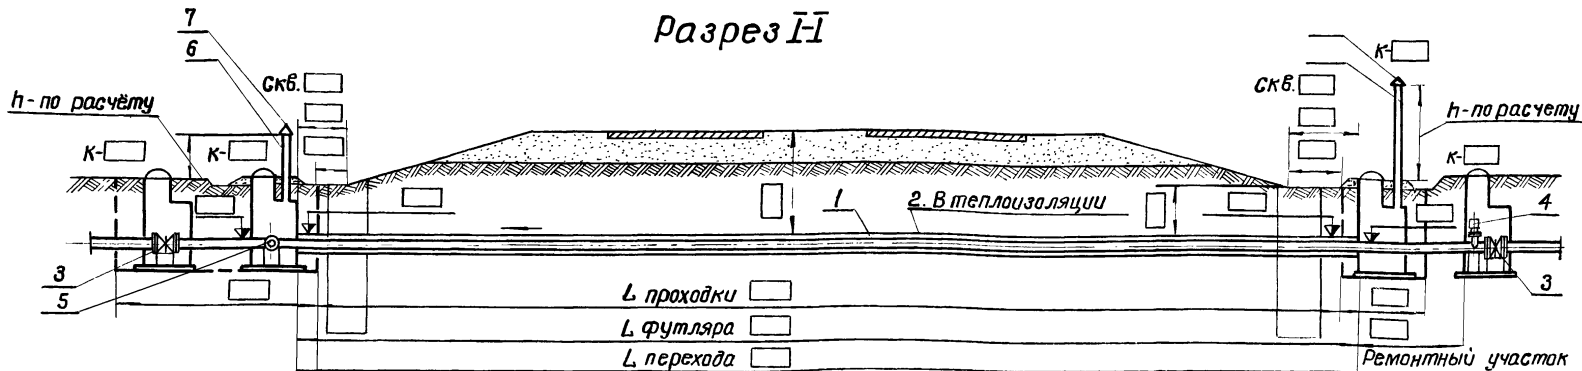 Разрез I-I
7
6
Скв.
h - по расчёту
к-
к-
к-
Скв.
h - по расчету
к-
1
2. В теплоизоляции
4
3
5
3
L проходки
L футляра
L перехода
Ремонтный участок